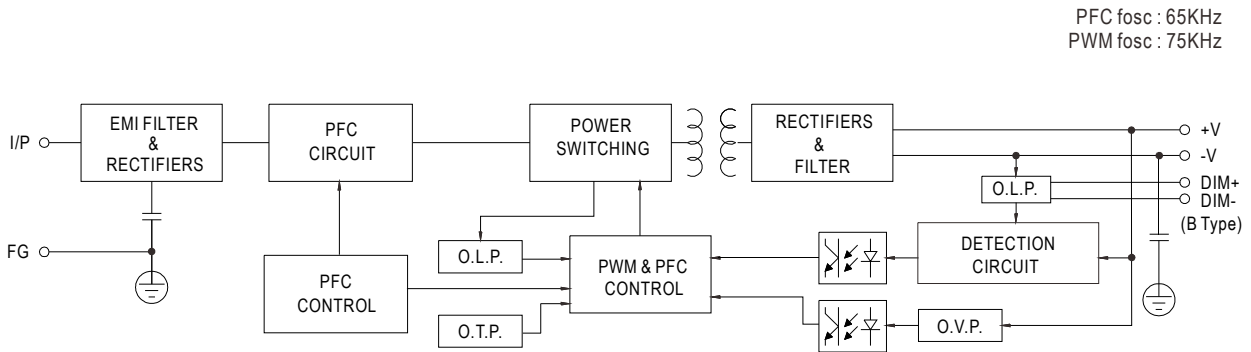 PFC fosc : 65KHz
PWM fosc : 75KHz
I/P
EMI FILTER
&
RECTIFIERS
PFC
CIRCUIT
POWER
SWITCHING
RECTIFIERS
&
FILTER
+V
-V
DIM+
DIM-
(B Type)
O.L.P.
FG
O.L.P.
PFC
CONTROL
PWM & PFC
CONTROL
DETECTION
CIRCUIT
O.T.P.
O.V.P.